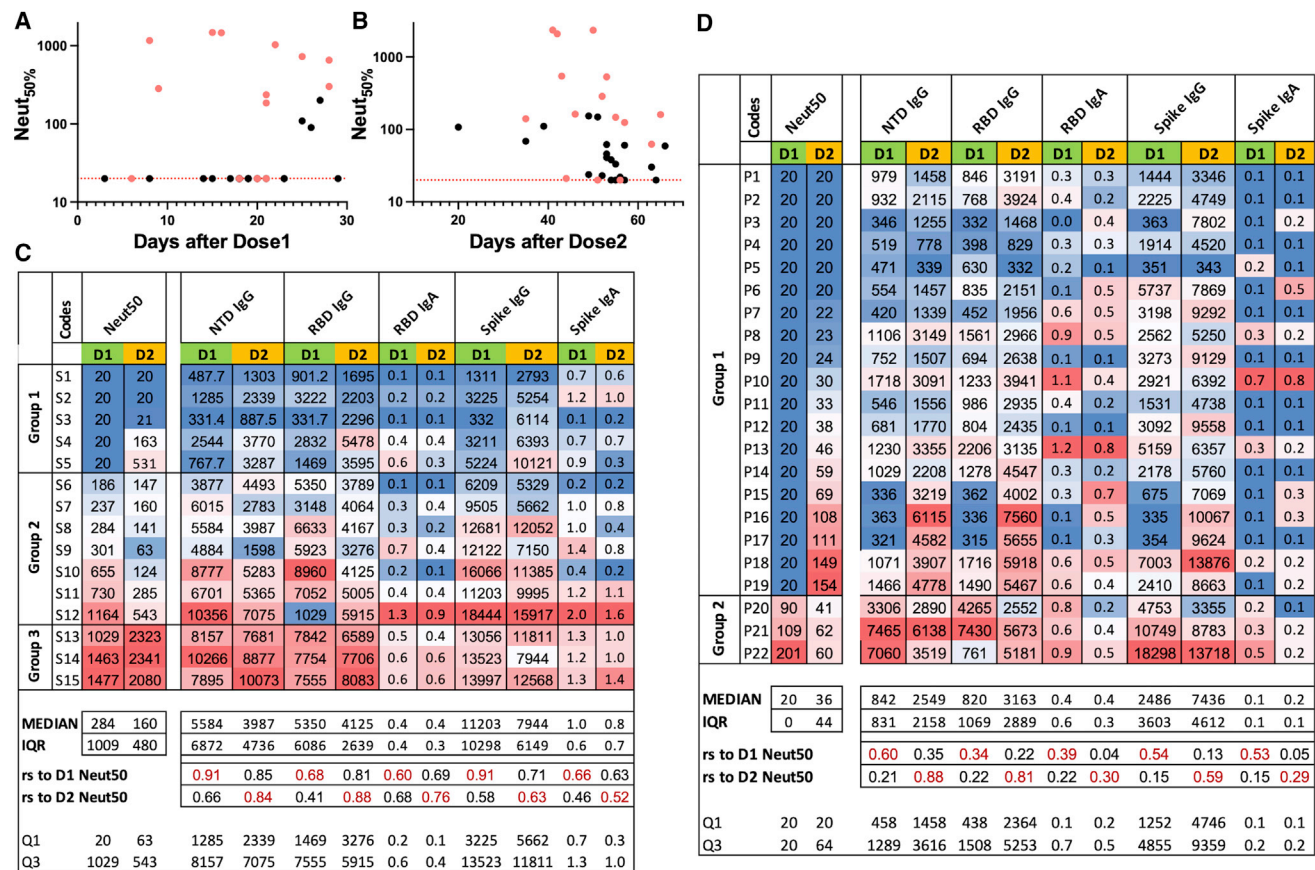 A
Neut50%
1000
100
10
0 10 20 30
Days after Dose1
B
Neut50%
1000
100
10
0 20 40 60
Days after Dose2
C
Codes Neut50 NTD IgG RBD IgG RBD IgA Spike IgG Spike IgA
D1 D2 D1 D2 D1 D2 D1 D2 D1 D2 D1 D2
Group 1
S1 20 20 487.7 1303 901.2 1695 0.1 0.1 1311 2793 0.7 0.6
S2 20 20 1285 2339 3222 2203 0.2 0.2 3225 5254 1.2 1.0
S3 20 21 331.4 887.5 331.7 2296 0.1 0.1 332 6114 0.1 0.2
S4 20 163 2544 3770 2832 5478 0.4 0.4 3211 6393 0.7 0.7
S5 20 531 767.7 3287 1469 3595 0.6 0.3 5224 10121 0.9 0.3
Group 2
S6 186 147 3877 4493 5350 3789 0.1 0.1 6209 5329 0.2 0.2
S7 237 160 6015 2783 3148 4064 0.3 0.4 9505 5662 1.0 0.8
S8 284 141 5584 3987 6633 4167 0.3 0.2 12681 12052 1.0 0.4
S9 301 63 4884 1598 5923 3276 0.7 0.4 12122 7150 1.4 0.8
S10 655 124 8777 5283 8960 4125 0.2 0.1 16066 11385 0.4 0.2
S11 730 285 6701 5365 7052 5005 0.4 0.4 11203 9995 1.2 1.1
S12 1164 543 10356 7075 1029 5915 1.3 0.9 18444 15917 2.0 1.6
Group 3
S13 1029 2323 8157 7681 7842 6589 0.5 0.4 13056 11811 1.3 1.0
S14 1463 2341 10266 8877 7754 7706 0.6 0.6 13523 7944 1.2 1.0
S15 1477 2080 7895 10073 7555 8083 0.6 0.6 13997 12568 1.3 1.4
MEDIAN 284 160 5584 3987 5350 4125 0.4 0.4 11203 7944 1.0 0.8
IQR 1009 480 6872 4736 6086 2639 0.4 0.3 10298 6149 0.6 0.7
rs to D1 Neut50 0.91 0.85 0.68 0.81 0.60 0.69 0.91 0.71 0.66 0.63
rs to D2 Neut50 0.66 0.84 0.41 0.88 0.68 0.76 0.58 0.63 0.46 0.52
Q1 20 63 1285 2339 1469 3276 0.2 0.1 3225 5662 0.7 0.3
Q3 1029 543 8157 7075 7555 5915 0.6 0.4 13523 11811 1.3 1.0
D
Codes Neut50 NTD IgG RBD IgG RBD IgA Spike IgG Spike IgA
D1 D2 D1 D2 D1 D2 D1 D2 D1 D2 D1 D2
Group 1
P1 20 20 979 1458 846 3191 0.3 0.3 1444 3346 0.1 0.1
P2 20 20 932 2115 768 3924 0.4 0.2 2225 4749 0.1 0.1
P3 20 20 346 1255 332 1468 0.0 0.4 363 7802 0.1 0.2
P4 20 20 519 778 398 829 0.3 0.3 1914 4520 0.1 0.1
P5 20 20 471 339 630 332 0.2 0.1 351 343 0.2 0.1
P6 20 20 554 1457 835 2151 0.1 0.5 5737 7869 0.1 0.5
P7 20 22 420 1339 452 1956 0.6 0.5 3198 9292 0.1 0.1
P8 20 23 1106 3149 1561 2966 0.9 0.5 2562 5250 0.3 0.2
P9 20 24 752 1507 694 2638 0.1 0.1 3273 9129 0.1 0.1
P10 20 30 1718 3091 1233 3941 1.1 0.4 2921 6392 0.7 0.8
P11 20 33 546 1556 986 2935 0.4 0.2 1531 4738 0.1 0.1
P12 20 38 681 1770 804 2435 0.1 0.1 3092 9558 0.1 0.1
P13 20 46 1230 3355 2206 3135 1.2 0.8 5159 6357 0.3 0.2
P14 20 59 1029 2208 1278 4547 0.3 0.2 2178 5760 0.1 0.1
P15 20 69 336 3219 362 4002 0.3 0.7 675 7069 0.1 0.3
P16 20 108 363 6115 336 7560 0.1 0.5 335 10067 0.1 0.3
P17 20 111 321 4582 315 5655 0.1 0.3 354 9624 0.1 0.1
P18 20 149 1071 3907 1716 5918 0.6 0.5 7003 13876 0.2 0.2
P19 20 154 1466 4778 1490 5467 0.6 0.4 2410 8663 0.1 0.2
Group 2
P20 90 41 3306 2890 4265 2552 0.8 0.2 4753 3355 0.2 0.1
P21 109 62 7465 6138 7430 5673 0.6 0.4 10749 8783 0.3 0.2
P22 201 60 7060 3519 761 5181 0.9 0.5 18298 13718 0.5 0.2
MEDIAN 20 36 842 2549 820 3163 0.4 0.4 2486 7436 0.1 0.2
IQR 0 44 831 2158 1069 2889 0.6 0.3 3603 4612 0.1 0.1
rs to D1 Neut50 0.60 0.35 0.34 0.22 0.39 0.04 0.54 0.13 0.53 0.05
rs to D2 Neut50 0.21 0.88 0.22 0.81 0.22 0.30 0.15 0.59 0.15 0.29
Q1 20 20 458 1458 438 2364 0.1 0.2 1252 4746 0.1 0.1
Q3 20 64 1289 3616 1508 5253 0.7 0.5 4855 9359 0.2 0.2